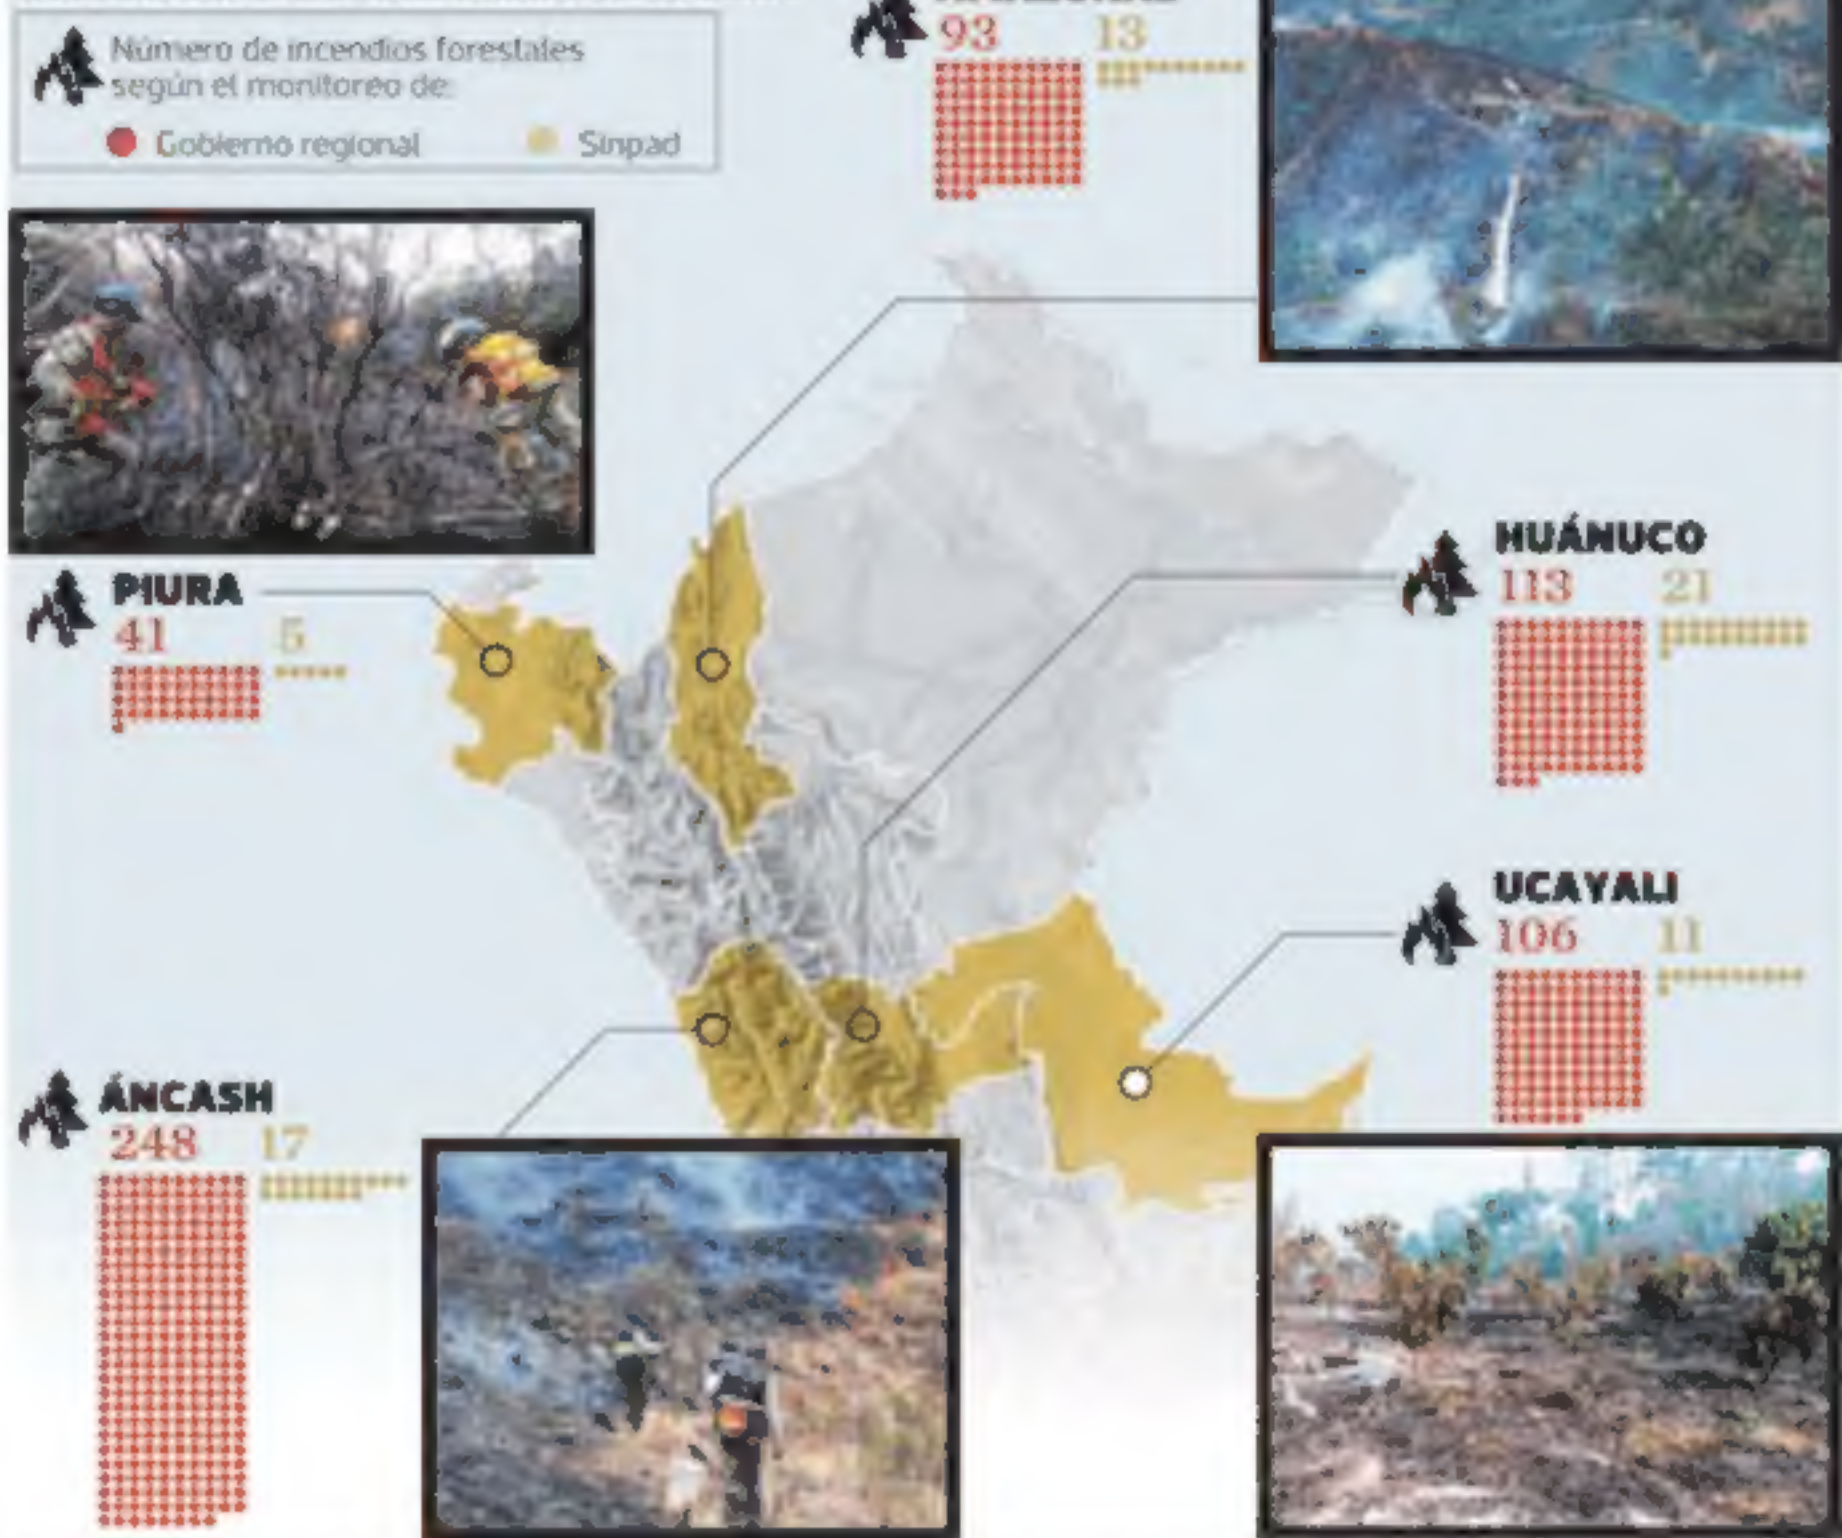 Número de incendios forestales
según el monitoreo de:
Gobierno regional
Sinpad
93 13
PIURA
41 5
HUÁNUCO
113 21
UCAYALI
106 11
ÁNCASH
248 17